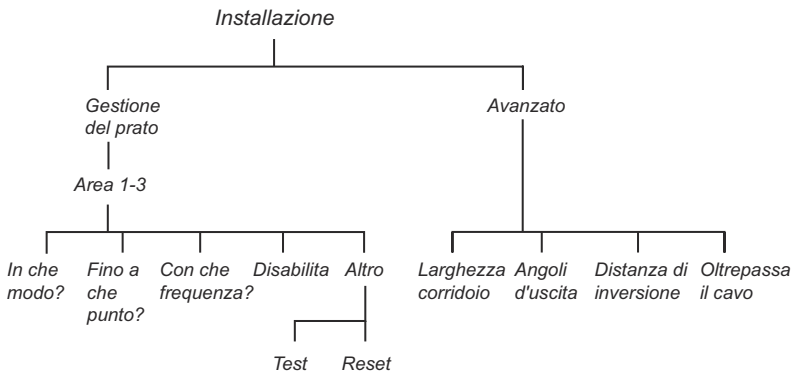 Installazione
Gestione
del prato
Avanzato
Area 1-3
In che
modo?
Fino a
che
punto?
Con che
frequenza?
Disabilita
Altro
Larghezza
corridoio
Angoli
d'uscita
Distanza di
inversione
Oltrepassa
il cavo
Test
Reset